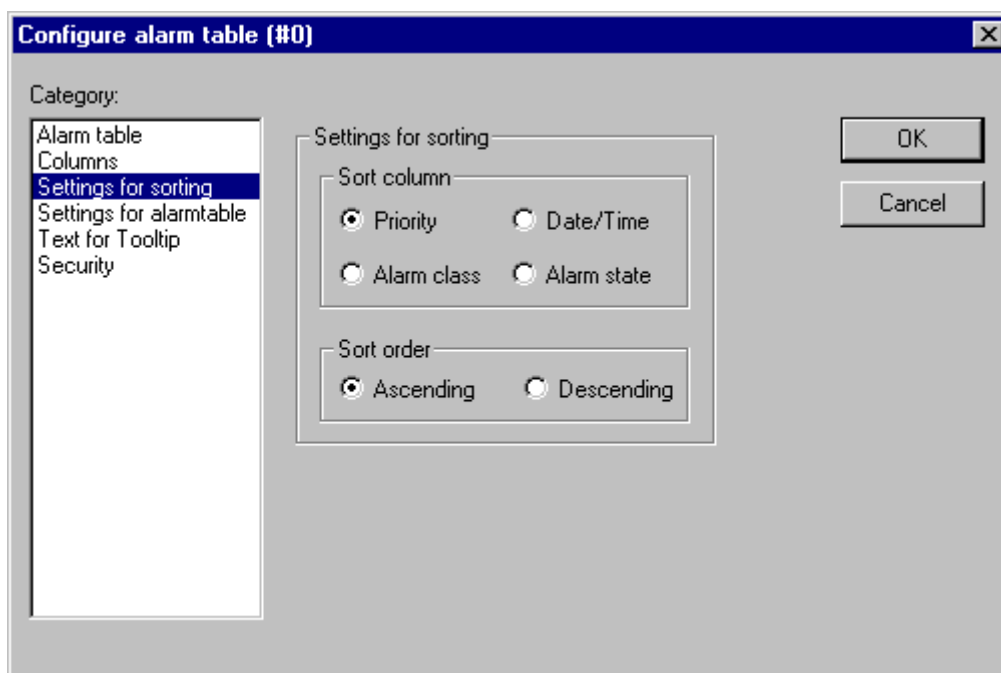 Configure alarm table (#0)
Category:
Alarm table
Columns
Settings for sorting
Settings for alarmtable
Text for Tooltip
Security
Settings for sorting
Sort column
Priority Date/Time
Alarm class Alarm state
Sort order
Ascending Descending
OK
Cancel